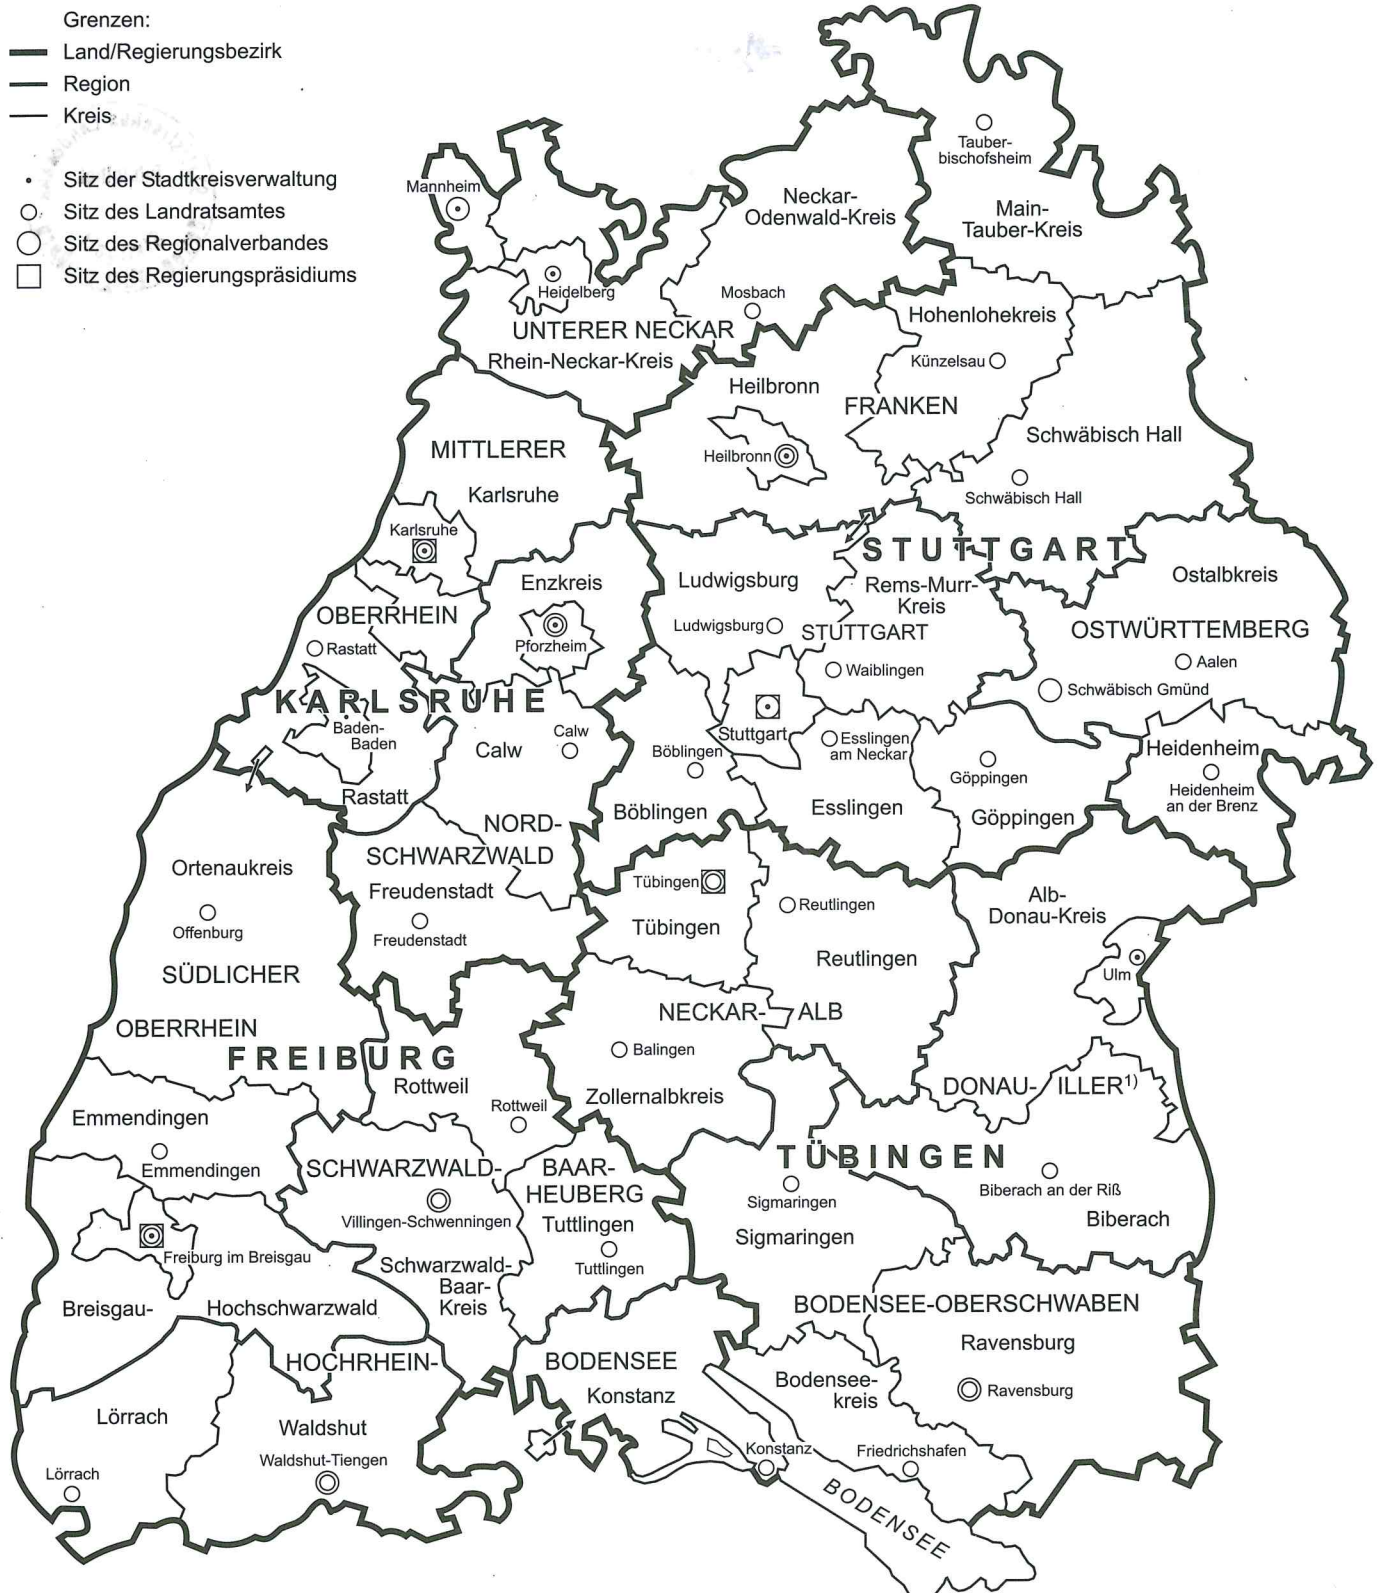 Grenzen:
Land/Regierungsbezirk
Region
Kreis
Sitz der Stadtkreisverwaltung
Sitz des Landratsamtes
Sitz des Regionalverbandes
Sitz des Regierungspräsidiums
Tauber-
bischofsheim
Main-
Tauber-Kreis
Neckar-
Odenwald-Kreis
Mannheim
Heidelberg
Mosbach
UNTERER NECKAR
Rhein-Neckar-Kreis
Hohenlohekreis
Künzelsau
Heilbronn
FRANKEN
Heilbronn
Schwäbisch Hall
Schwäbisch Hall
MITTLERER
Karlsruhe
Karlsruhe
OBERRHEIN
Rastatt
Enzkreis
Pforzheim
KARLSRUHE
Baden-
Baden
Rastatt
Calw
Calw
Ludwigsburg
Ludwigsburg
STUTTGART
Rems-Murr-
Kreis
STUTTGART
Waiblingen
Stuttgart
Ostalbkreis
OSTWÜRTTEMBERG
Aalen
Schwäbisch Gmünd
Böblingen
Böblingen
Esslingen
am Neckar
Esslingen
Göppingen
Göppingen
Heidenheim
Heidenheim
an der Brenz
NORD-
SCHWARZWALD
Freudenstadt
Freudenstadt
Ortenaukreis
Offenburg
SÜDLICHER
OBERRHEIN
FREIBURG
Tübingen
Tübingen
Reutlingen
Reutlingen
Alb-
Donau-Kreis
Ulm
NECKAR- ALB
Balingen
Zollernalbkreis
DONAU- ILLER1)
Rottweil
Rottweil
Emmendingen
Emmendingen
SCHWARZWALD-
BAAR-
HEUBERG
Villingen-Schwenningen
Tuttlingen
Tuttlingen
Schwarzwald-
Baar-
Kreis
TÜBINGEN
Sigmaringen
Sigmaringen
Biberach an der Riß
Biberach
Freiburg im Breisgau
Breisgau- Hochschwarzwald
HOCHRHEIN-
BODENSEE
Konstanz
BODENSEE-OBERSCHWABEN
Ravensburg
Ravensburg
Bodensee-
kreis
Lörrach
Lörrach
Waldshut
Waldshut-Tiengen
Konstanz
Friedrichshafen
BODENSEE